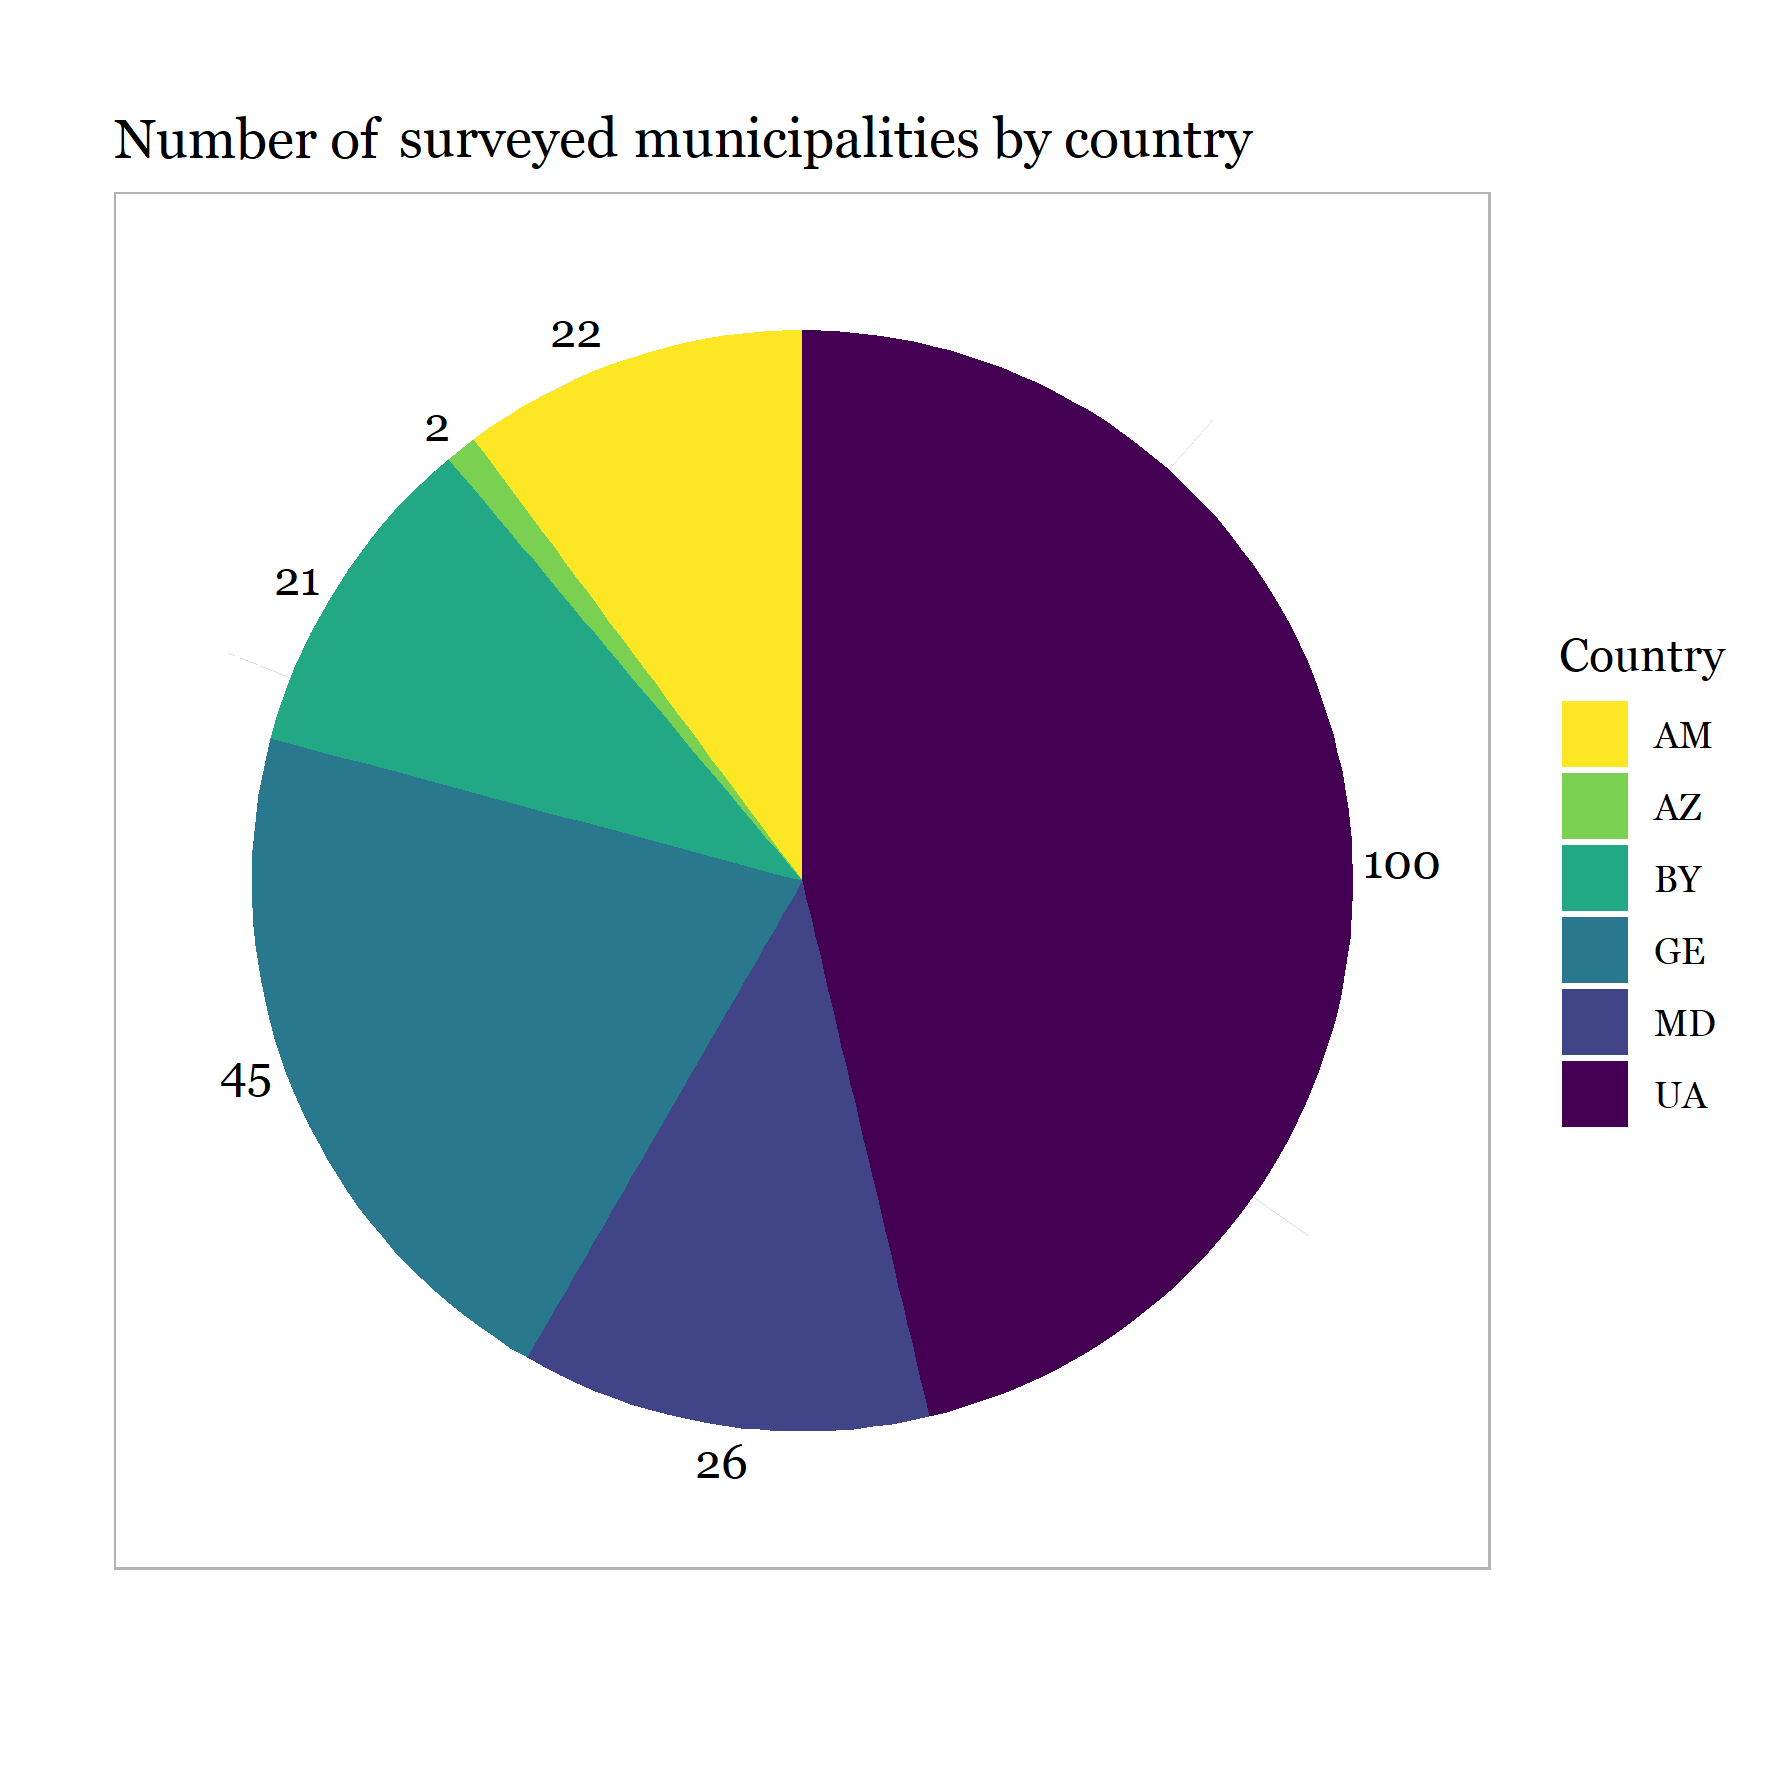 Number of surveyed municipalities by country
22
2
21
100
45
26
Country
AM
AZ
BY
GE
MD
UA